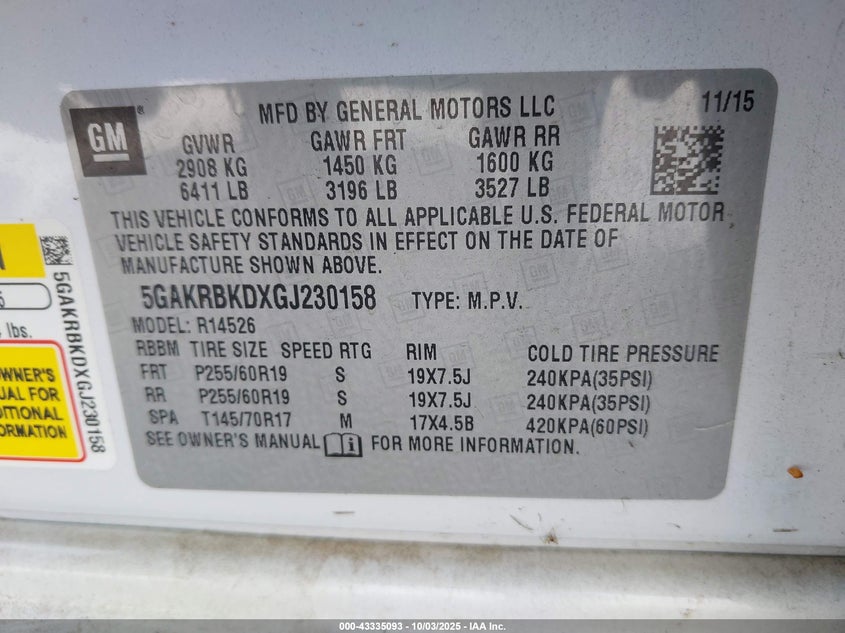 GM ®
MFD BY GENERAL MOTORS LLC
11/15
GVWR GAWR FRT GAWR RR
2908 KG 1450 KG 1600 KG
6411 LB 3196 LB 3527 LB
THIS VEHICLE CONFORMS TO ALL APPLICABLE U.S. FEDERAL MOTOR
VEHICLE SAFETY STANDARDS IN EFFECT ON THE DATE OF
MANUFACTURE SHOWN ABOVE.
5GAKRBKDXGJ230158 TYPE: M.P.V.
MODEL: R14526
RBBM TIRE SIZE SPEED RTG RIM COLD TIRE PRESSURE
FRT P255/60R19 S 19X7.5J 240KPA(35PSI)
RR P255/60R19 S 19X7.5J 240KPA(35PSI)
SPA T145/70R17 M 17X4.5B 420KPA(60PSI)
SEE OWNER'S MANUAL i FOR MORE INFORMATION.
5GAKRBKDXGJ230158
lbs.
OWNER'S
FOR
000-43335093 - 10/03/2025 - IAA Inc.